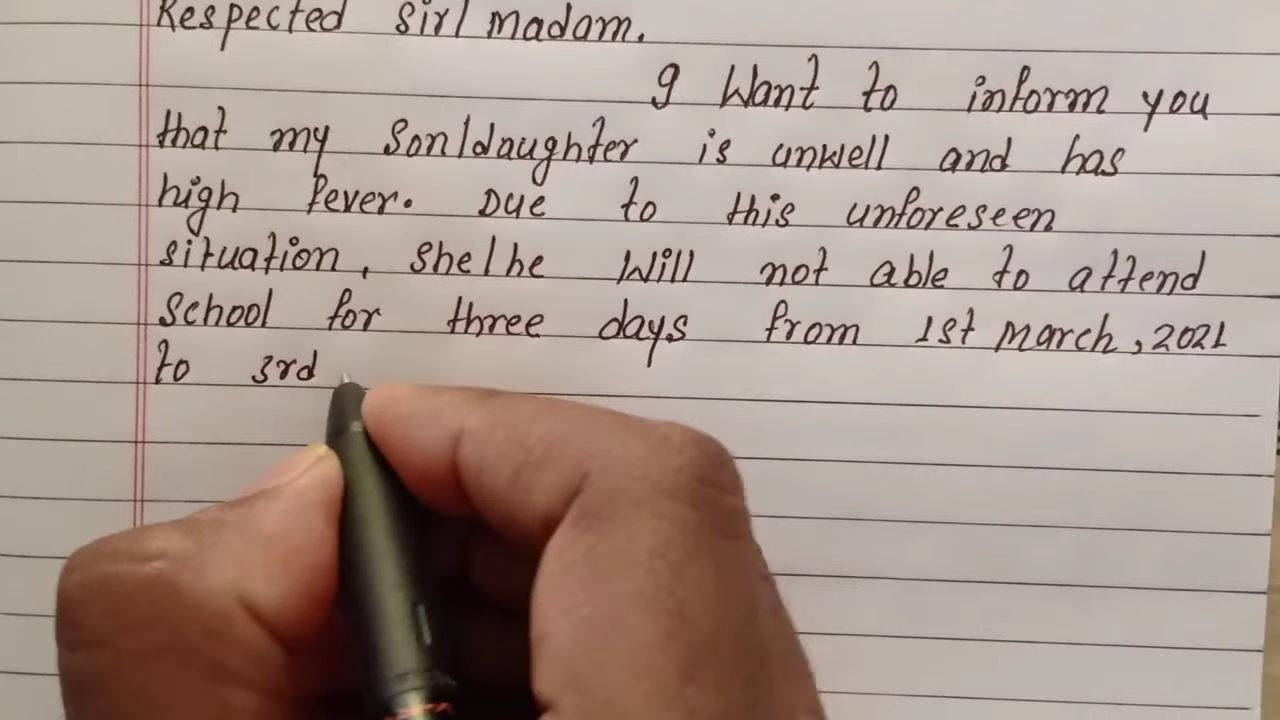 Respected sir/madam.
I want to inform you
that my son/daughter is unwell and has
high fever. Due to this unforeseen
situation, she/he will not able to attend
school for three days from 1st march, 2021
to 3rd